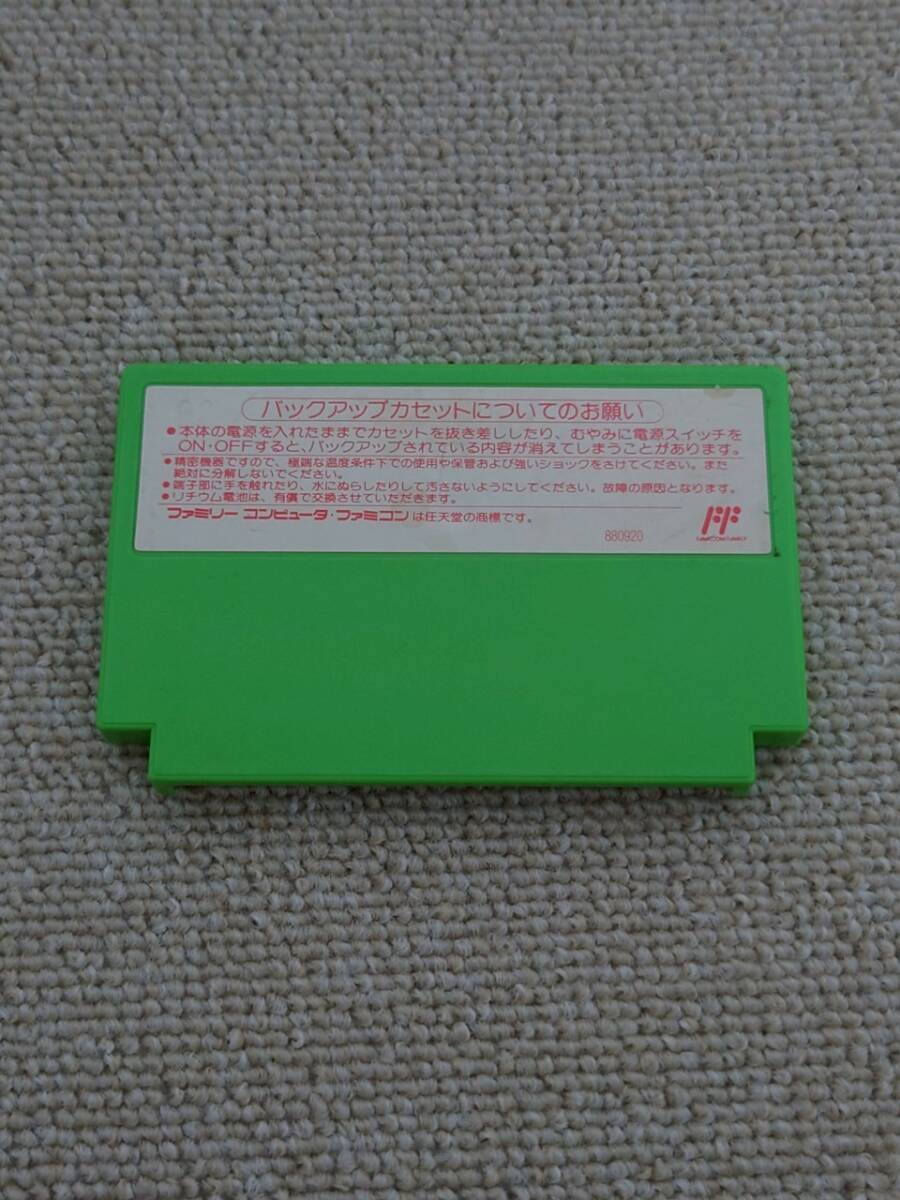 バックアップカセットについてのお願い
●本体の電源を入れたままでカセットを抜き差ししたり、むやみに電源スイッチを
ON・OFFすると、バックアップされている内容が消えてしまうことがあります。
●精密機器ですので、極端な温度条件下での使用や保管および強いショックをさけてください。また
絶対に分解しないでください。
●端子部に手を触れたり、水にぬらしたりして汚さないようにしてください。故障の原因となります。
●リチウム電池は、有償で交換させていただきます。
ファミリー コンピュータ・ファミコンは任天堂の商標です。
880920
FF
FAMICOM FAMILY